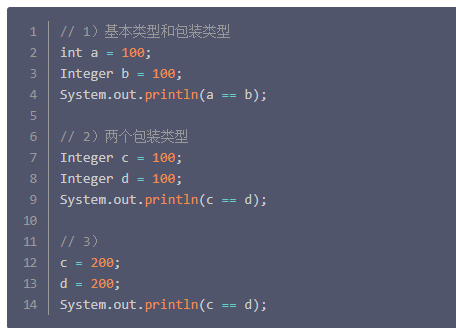 1 // 1）基本类型和包装类型
2 int a = 100;
3 Integer b = 100;
4 System.out.println(a == b);
5
6 // 2）两个包装类型
7 Integer c = 100;
8 Integer d = 100;
9 System.out.println(c == d);
10
11 // 3）
12 c = 200;
13 d = 200;
14 System.out.println(c == d);